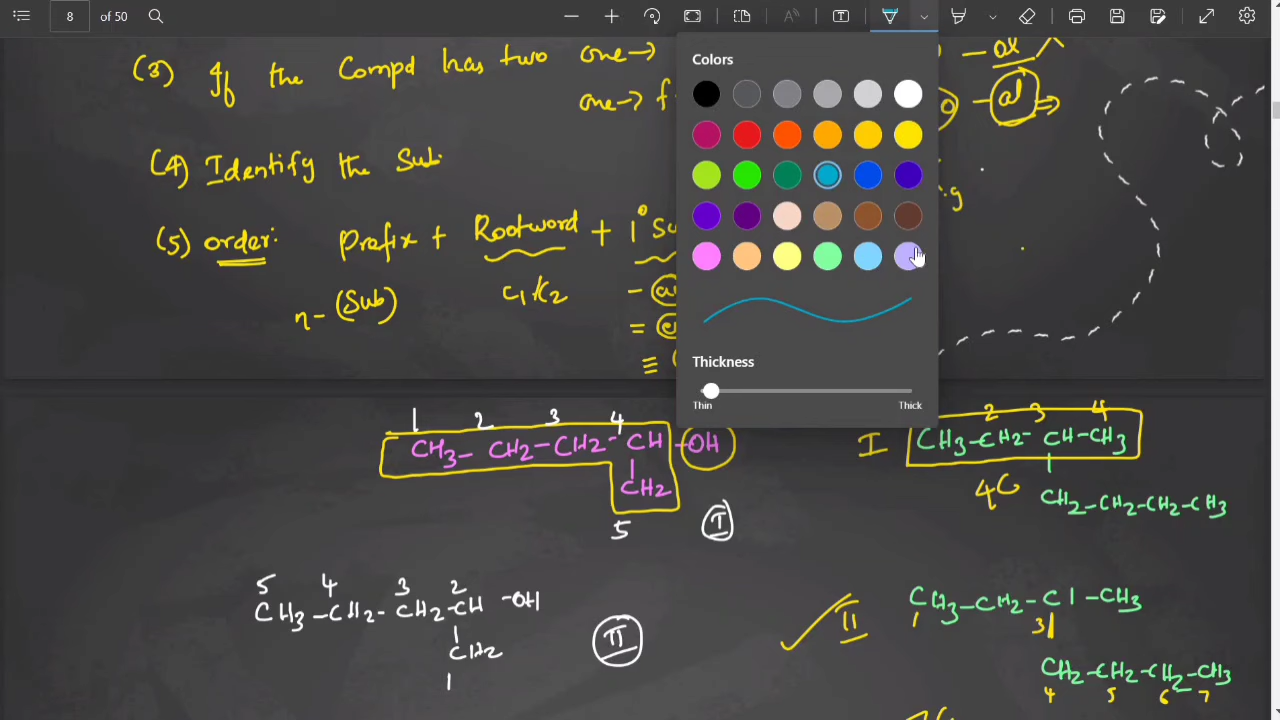 8 of 50
(3) If the Compd has two one→
one→ f
- ol
- al
(4) Identify the Sub
(5) order: Prefix + Rootword + 1° Su
n- (Sub) C1 / C2
-
=
≡
Colors
Thickness
Thin Thick
1 2 3 4
CH3- CH2-CH2-CH-OH
CH2
5
I
5 4 3 2
CH3-CH2-CH2-CH-OH
CH2
1
II
2 3 4
I CH3-CH2-CH-CH3
4C CH2-CH2-CH2-CH3
II CH3-CH2-C-CH3
1 3
CH2-CH2-CH2-CH3
4 5 6 7